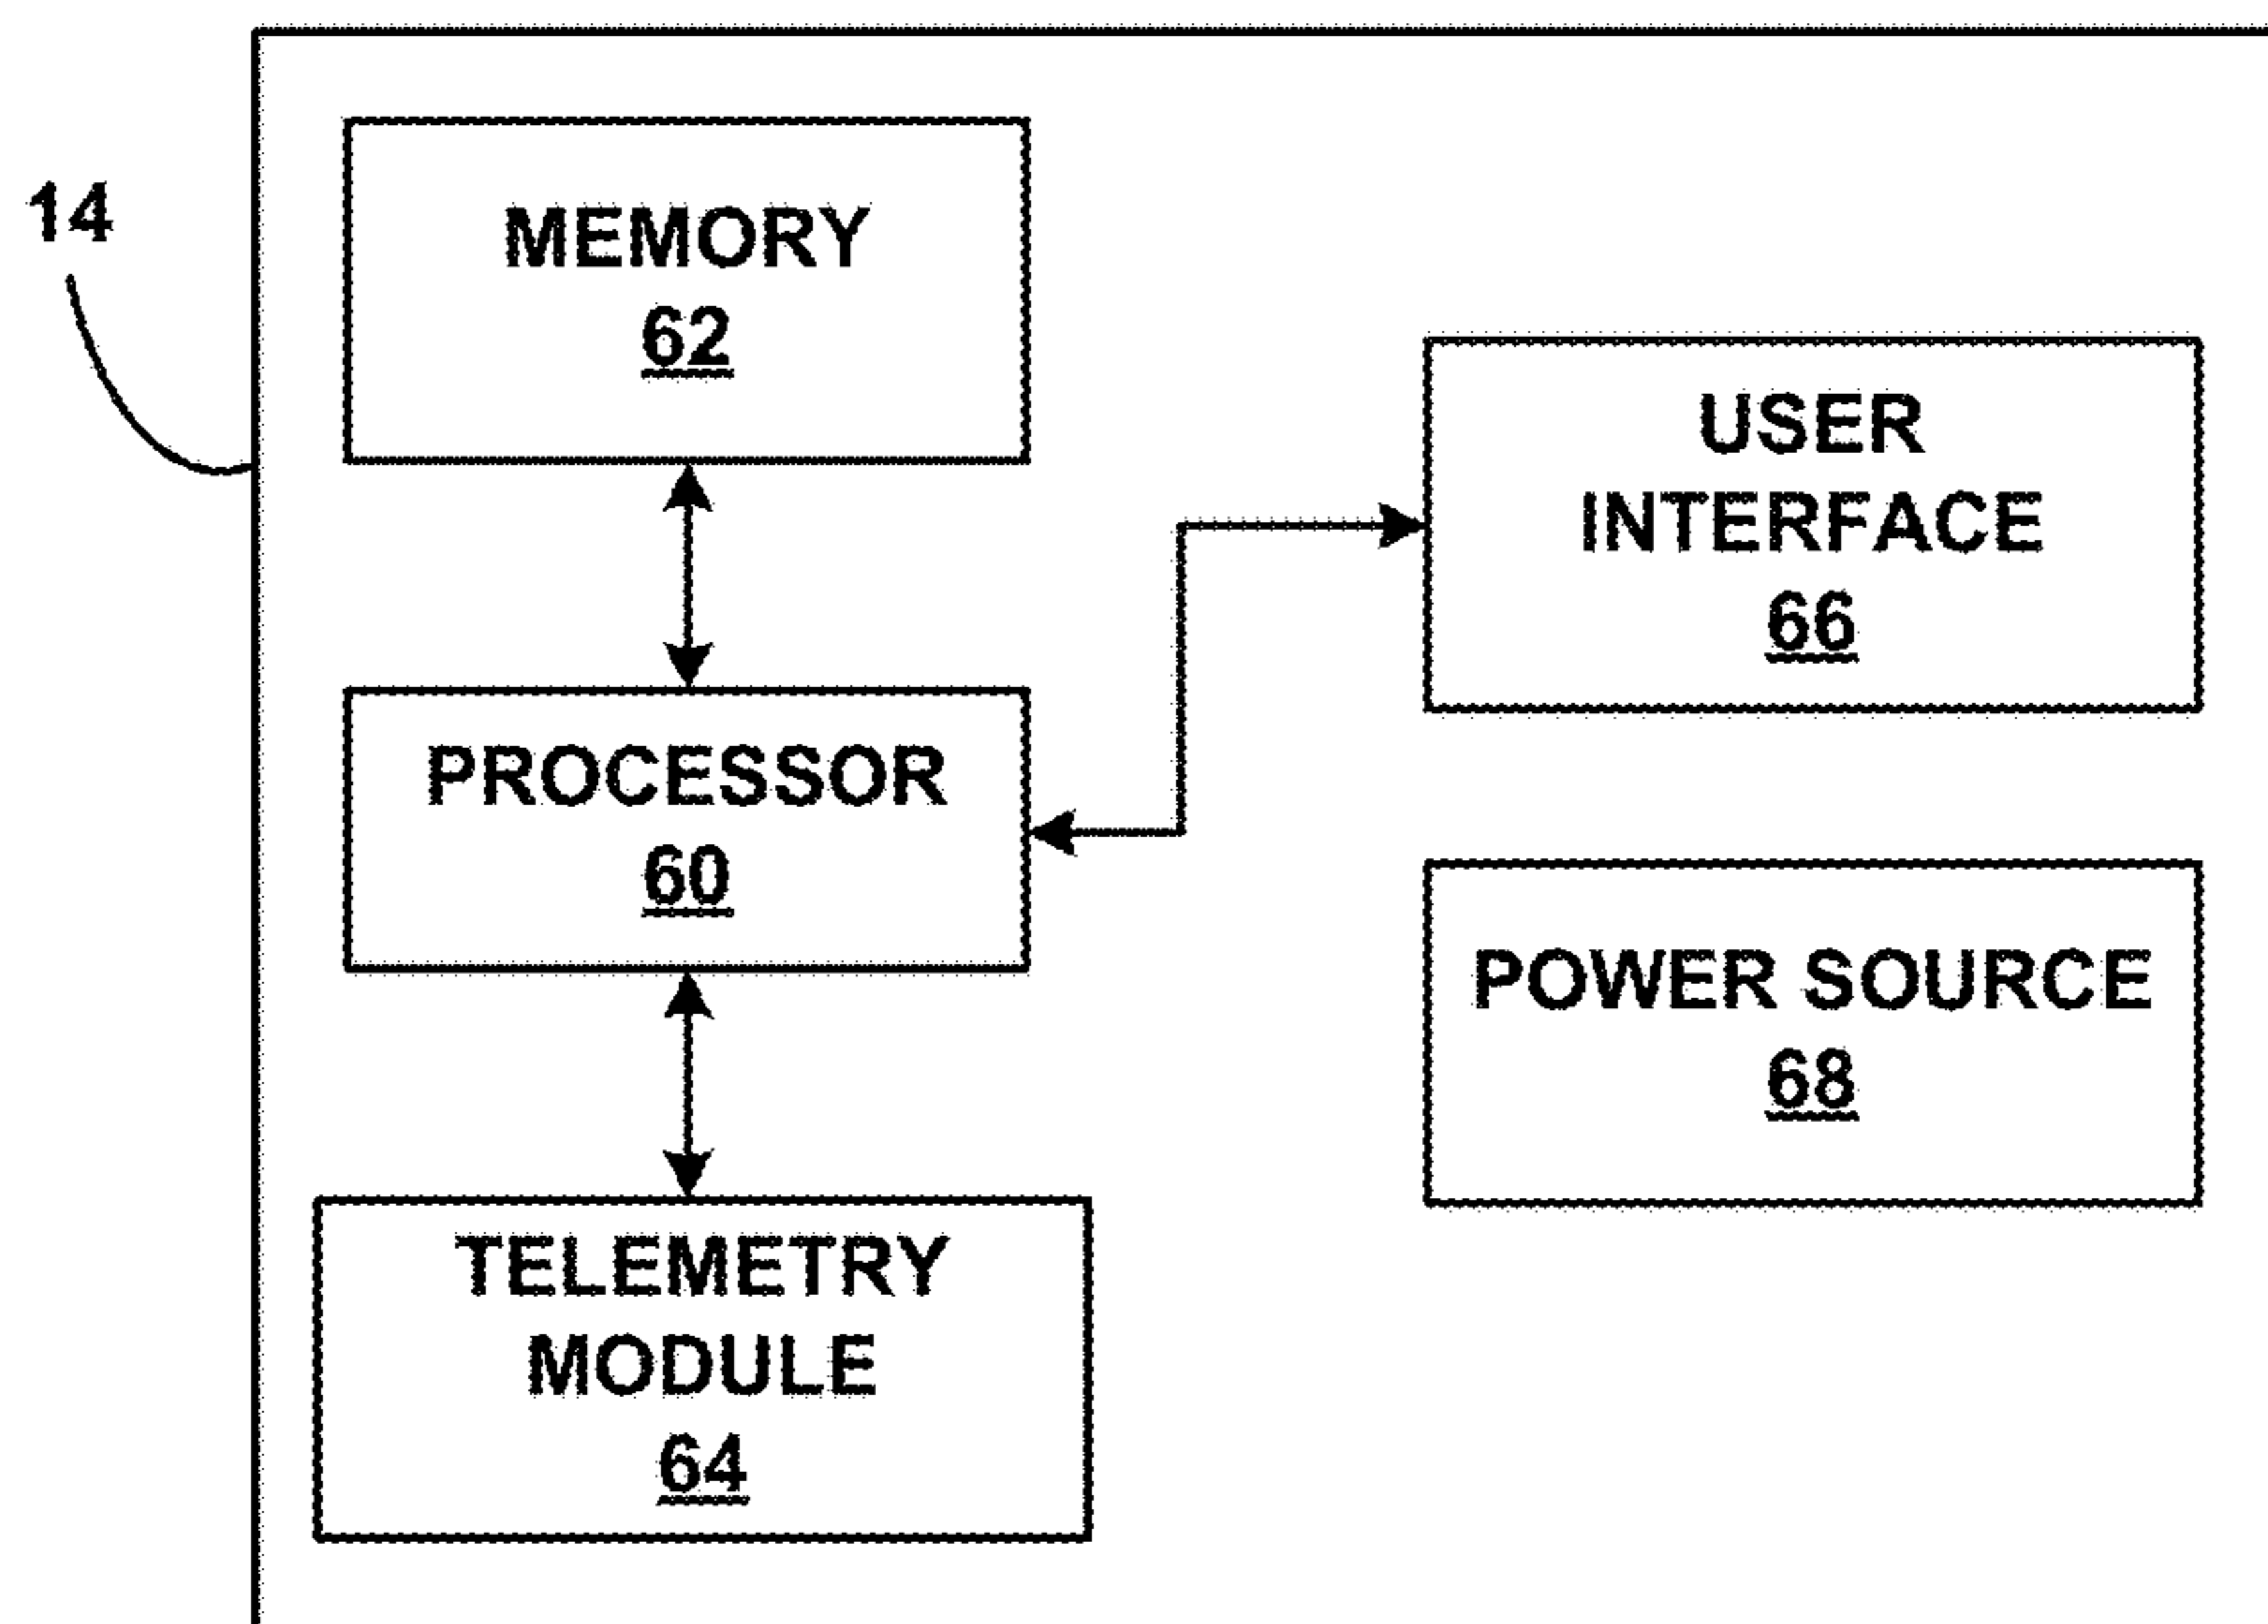 14
MEMORY
62
USER
INTERFACE
66
PROCESSOR
60
POWER SOURCE
68
TELEMETRY
MODULE
64